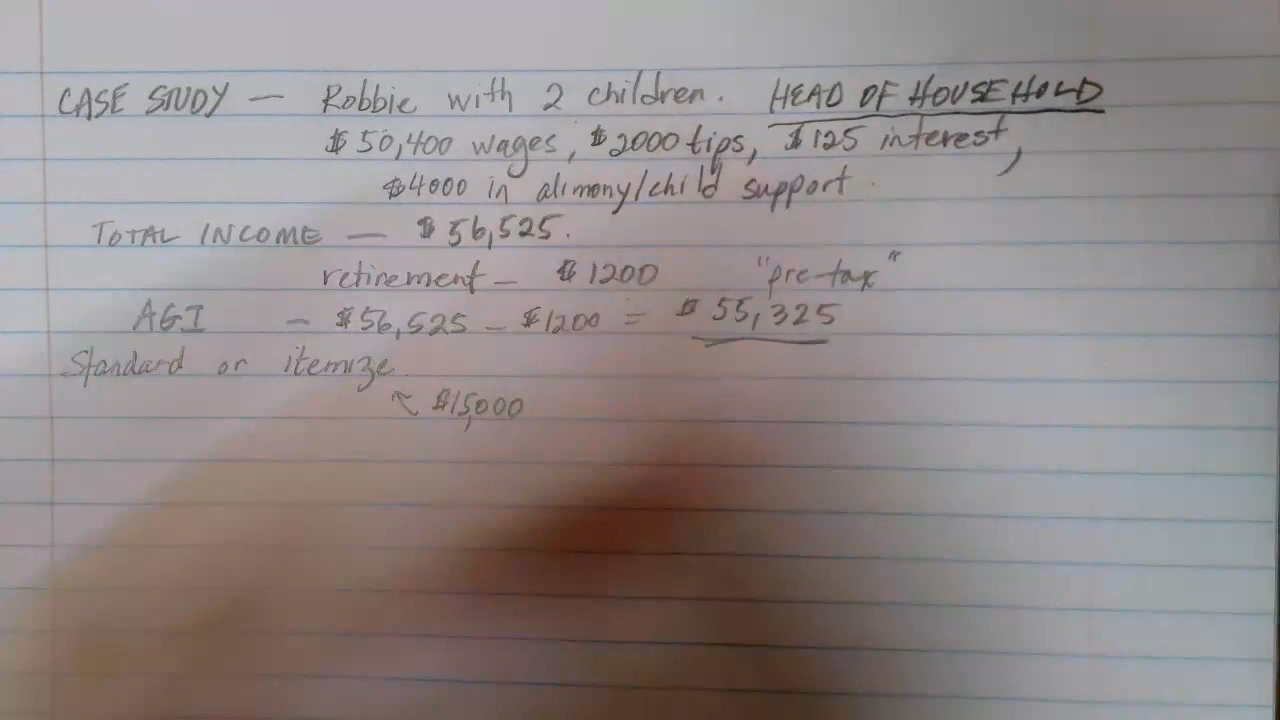 CASE STUDY — Robbie with 2 children. HEAD OF HOUSEHOLD
$50,400 wages, $2000 tips, $125 interest,
$4000 in alimony/child support.
TOTAL INCOME — $56,525.
retirement - $1200 "pre-tax"
AGI - $56,525 - $1200 = $55,325
Standard or itemize.
↖ $15,000